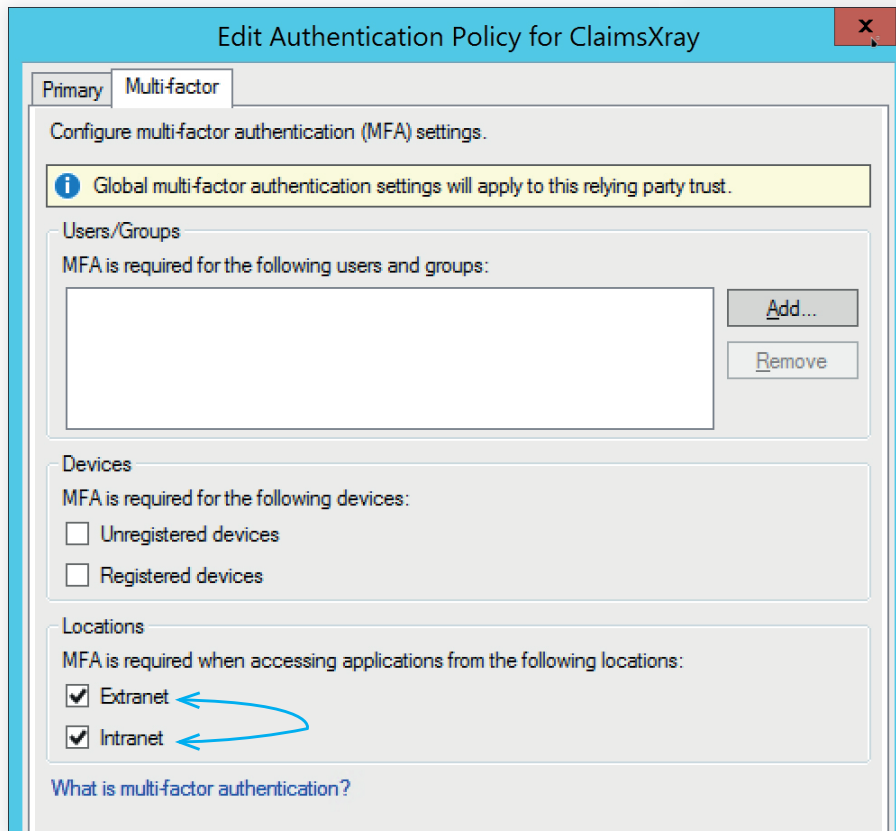 Edit Authentication Policy for ClaimsXray
x
Primary
Multi-factor
Configure multi-factor authentication (MFA) settings.
Global multi-factor authentication settings will apply to this relying party trust.
Users/Groups
MFA is required for the following users and groups:
Add...
Remove
Devices
MFA is required for the following devices:
Unregistered devices
Registered devices
Locations
MFA is required when accessing applications from the following locations:
Extranet
Intranet
What is multi-factor authentication?